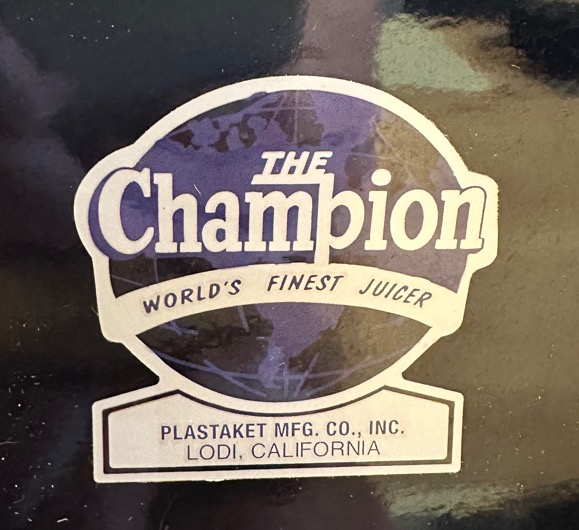 THE
Champion
WORLD'S FINEST JUICER
PLASTAKET MFG. CO., INC.
LODI, CALIFORNIA